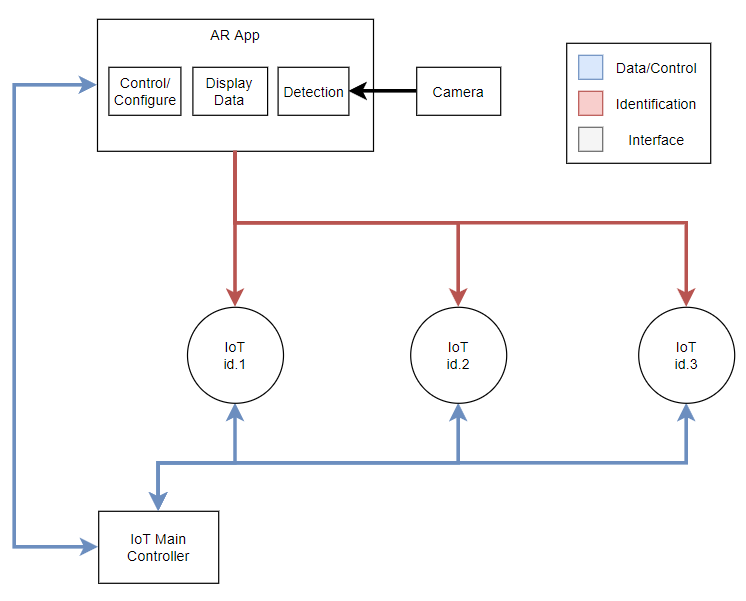 AR App
Control/
Configure
Display
Data
Detection
Camera
Data/Control
Identification
Interface
IoT
id.1
IoT
id.2
IoT
id.3
IoT Main
Controller